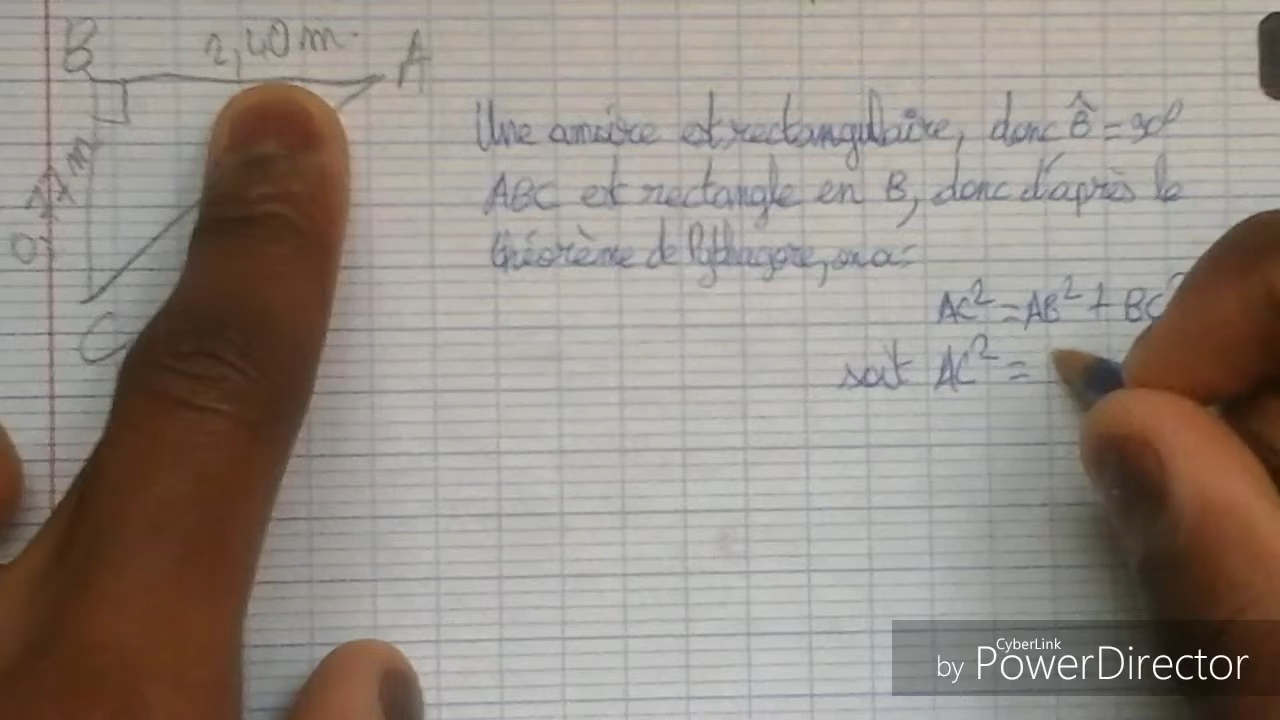 B
2,40 m.
A
m
C
Une armoire est rectangulaire, donc B̂ = 90°
ABC est rectangle en B, donc d'après le
théorème de Pythagore, on a:
AC² = AB² + BC²
soit AC² =
CyberLink
by PowerDirector